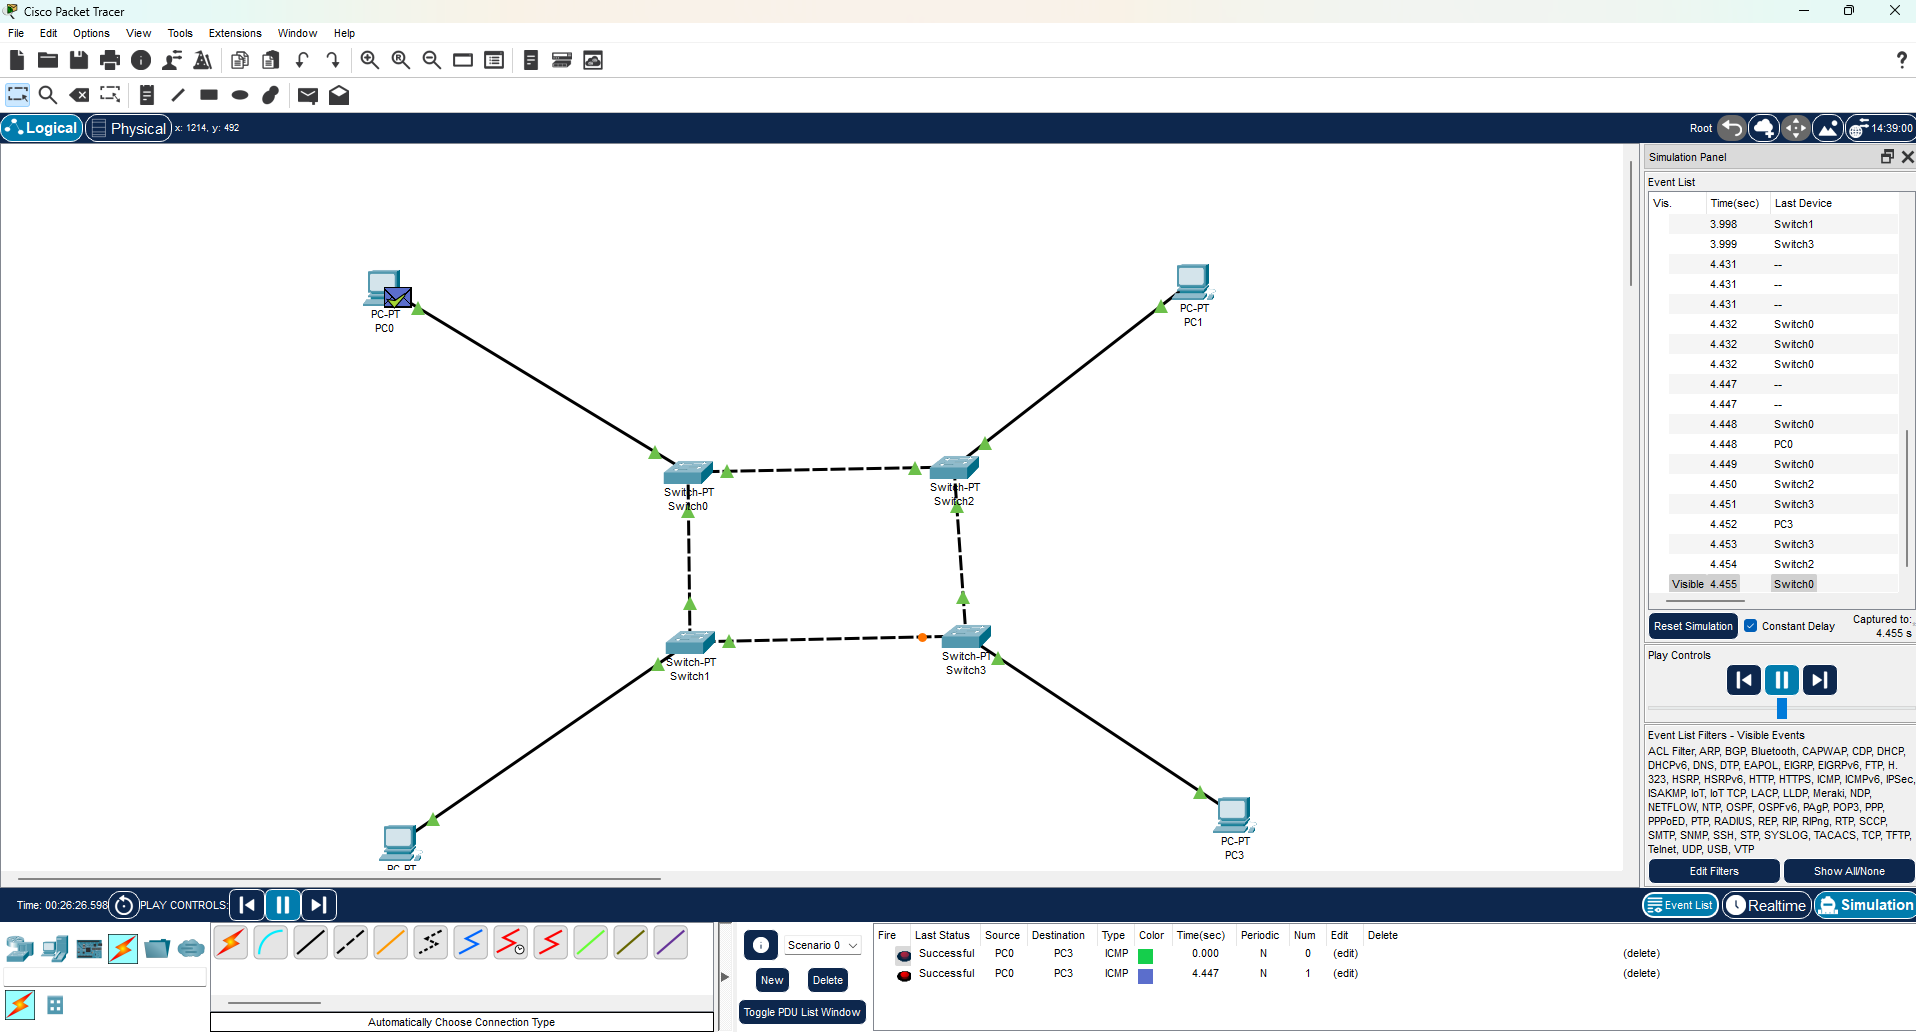 Cisco Packet Tracer
File Edit Options View Tools Extensions Window Help
Logical Physical x: 1214, y: 492 Root 14:39:00
Simulation Panel
Event List
Vis. Time(sec) Last Device
3.998 Switch1
3.999 Switch3
4.431 --
4.431 --
4.431 --
4.432 Switch0
4.432 Switch0
4.432 Switch0
4.447 --
4.447 --
4.448 Switch0
4.448 PC0
4.449 Switch0
4.450 Switch2
4.451 Switch3
4.452 PC3
4.453 Switch3
4.454 Switch2
Visible 4.455 Switch0
Reset Simulation Constant Delay Captured to:
4.455 s
Play Controls
Event List Filters - Visible Events
ACL Filter, ARP, BGP, Bluetooth, CAPWAP, CDP, DHCP,
DHCPv6, DNS, DTP, EAPOL, EIGRP, EIGRPv6, FTP, H.
323, HSRP, HSRPv6, HTTP, HTTPS, ICMP, ICMPv6, IPSec,
ISAKMP, IoT, IoT TCP, LACP, LLDP, Meraki, NDP,
NETFLOW, NTP, OSPF, OSPFv6, PAgP, POP3, PPP,
PPPoED, PTP, RADIUS, REP, RIP, RIPng, RTP, SCCP,
SMTP, SNMP, SSH, STP, SYSLOG, TACACS, TCP, TFTP,
Telnet, UDP, USB, VTP
Edit Filters Show All/None
PC-PT
PC0
PC-PT
PC1
Switch-PT
Switch0
Switch-PT
Switch2
Switch-PT
Switch1
Switch-PT
Switch3
PC-PT
PC-PT
PC3
Time: 00:26:26.598 PLAY CONTROLS:
Event List Realtime Simulation
Automatically Choose Connection Type
Scenario 0
New Delete
Toggle PDU List Window
Fire Last Status Source Destination Type Color Time(sec) Periodic Num Edit Delete
Successful PC0 PC3 ICMP 0.000 N 0 (edit) (delete)
Successful PC0 PC3 ICMP 4.447 N 1 (edit) (delete)